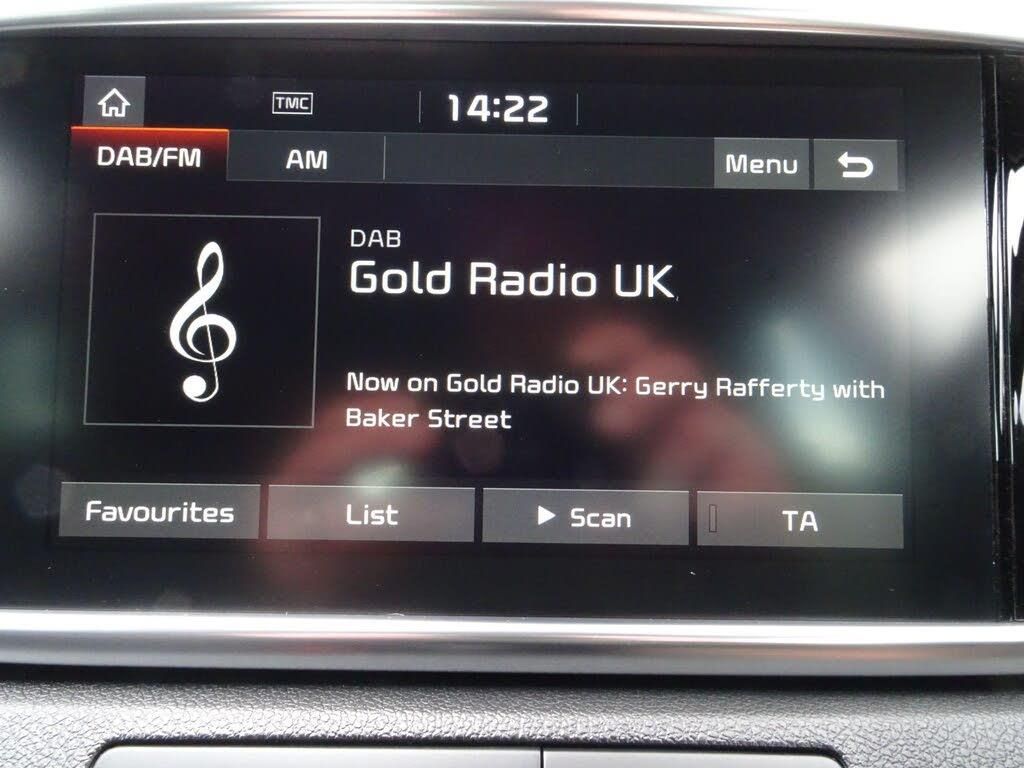 TMC
14:22
DAB/FM
AM
Menu
DAB
Gold Radio UK
Now on Gold Radio UK: Gerry Rafferty with
Baker Street
Favourites
List
Scan
TA